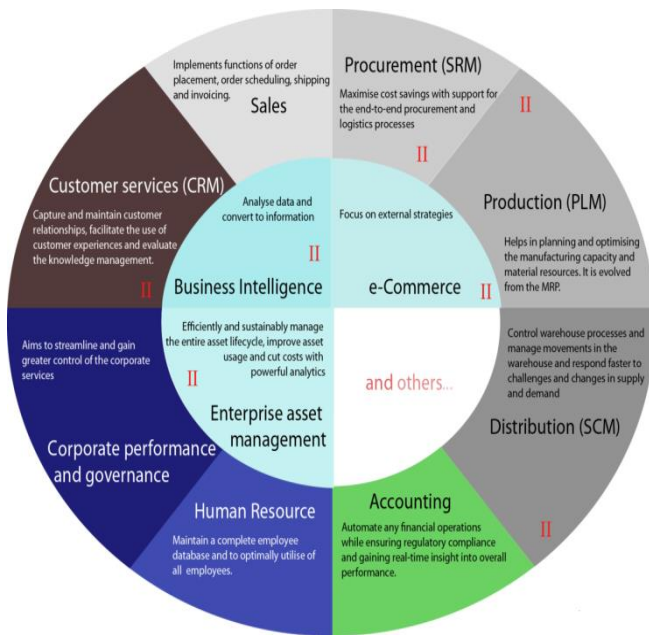 Implements functions of order
placement, order scheduling, shipping
and invoicing.
Sales
Procurement (SRM)
Maximise cost savings with support for
the end-to-end procurement and
logistics processes
II
II
Production (PLM)
Helps in planning and optimising
the manufacturing capacity and
material resources. It is evolved
from the MRP.
Customer services (CRM)
Capture and maintain customer
relationships, facilitate the use of
customer experiences and evaluate
the knowledge management.
II
Analyse data and
convert to information
II
Business Intelligence
Focus on external strategies
e-Commerce
II
Efficiently and sustainably manage
the entire asset lifecycle, improve asset
usage and cut costs with
powerful analytics
II
Enterprise asset
management
and others...
Control warehouse processes and
manage movements in the
warehouse and respond faster to
challenges and changes in supply
and demand
Distribution (SCM)
II
Aims to streamline and gain
greater control of the corporate
services
Corporate performance
and governance
Human Resource
Maintain a complete employee
database and to optimally utilise of
all employees.
Accounting
Automate any financial operations
while ensuring regulatory compliance
and gaining real-time insight into overall
performance.